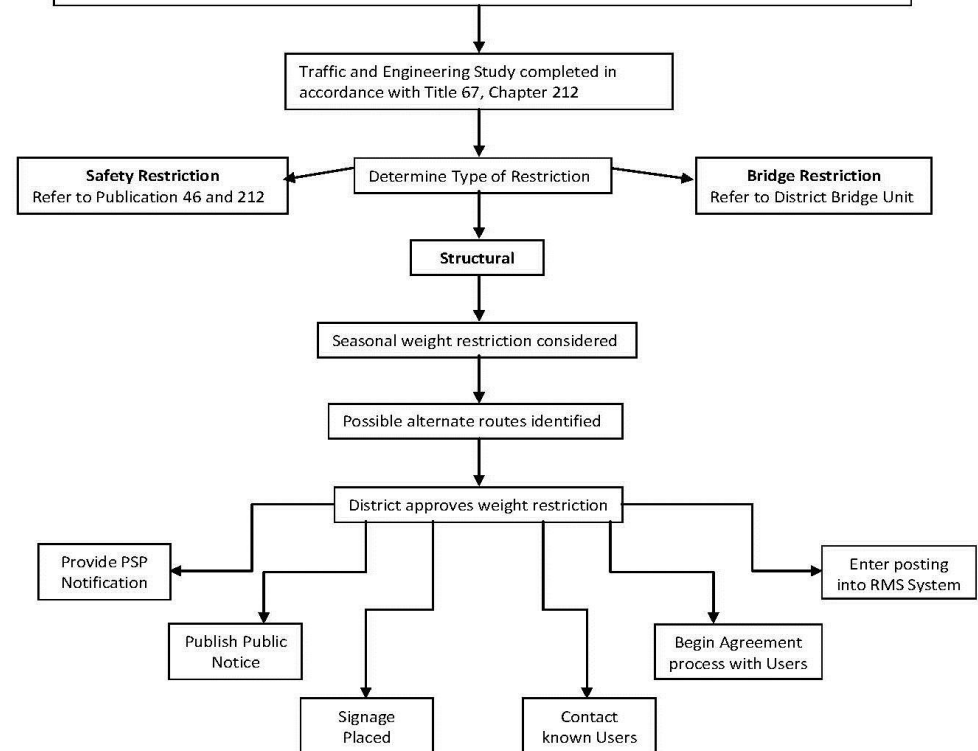 Traffic and Engineering Study completed in
accordance with Title 67, Chapter 212
Safety Restriction
Refer to Publication 46 and 212
Determine Type of Restriction
Bridge Restriction
Refer to District Bridge Unit
Structural
Seasonal weight restriction considered
Possible alternate routes identified
District approves weight restriction
Provide PSP
Notification
Enter posting
into RMS System
Publish Public
Notice
Begin Agreement
process with Users
Signage
Placed
Contact
known Users